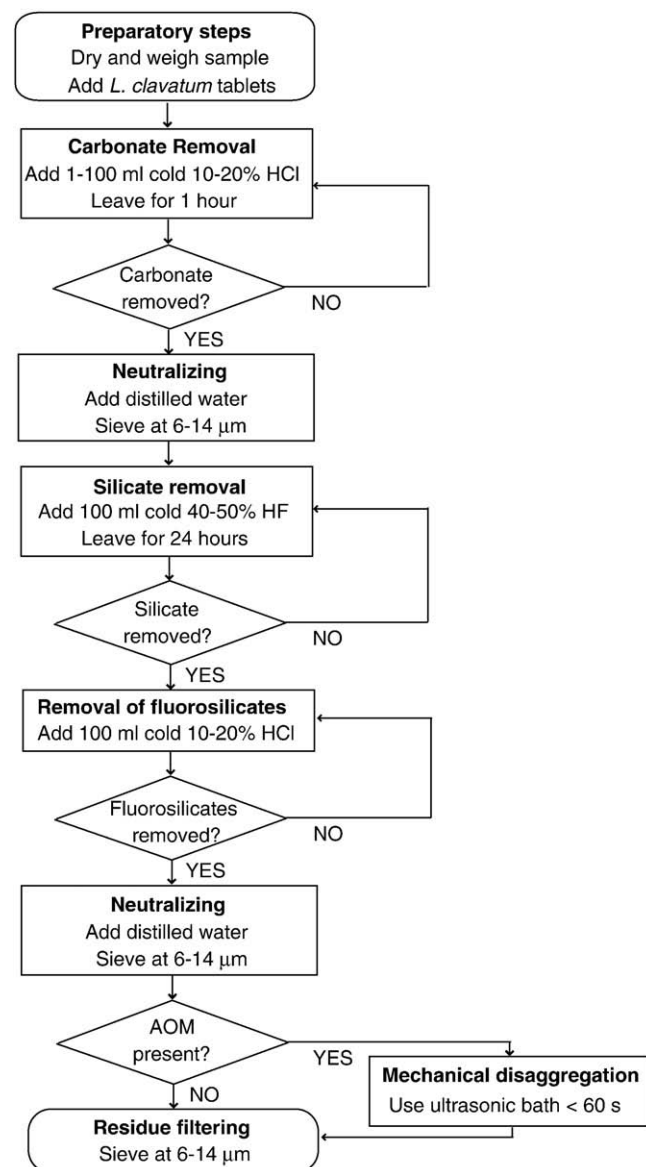 Preparatory steps
Dry and weigh sample
Add L. clavatum tablets
Carbonate Removal
Add 1-100 ml cold 10-20% HCl
Leave for 1 hour
Carbonate
removed?
NO
YES
Neutralizing
Add distilled water
Sieve at 6-14 μm
Silicate removal
Add 100 ml cold 40-50% HF
Leave for 24 hours
Silicate
removed?
NO
YES
Removal of fluorosilicates
Add 100 ml cold 10-20% HCl
Fluorosilicates
removed?
NO
YES
Neutralizing
Add distilled water
Sieve at 6-14 μm
AOM
present?
YES
NO
Mechanical disaggregation
Use ultrasonic bath < 60 s
Residue filtering
Sieve at 6-14 μm